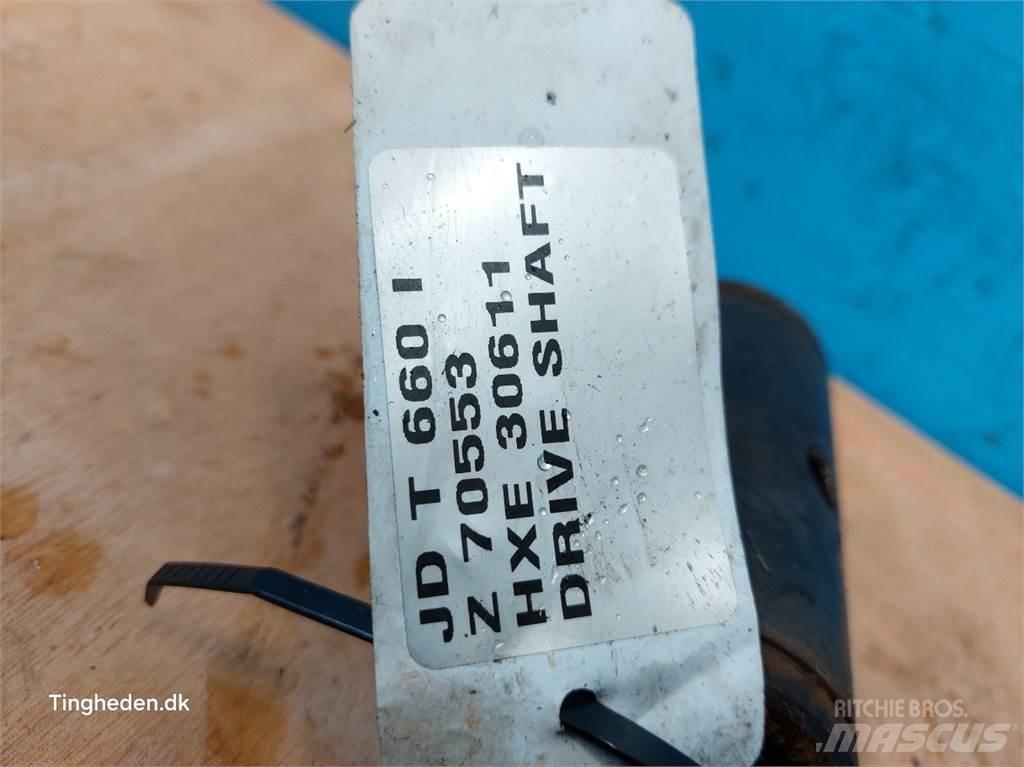 JD T 660 I
Z 70553
HXE 30611
DRIVE SHAFT
Tingheden.dk
RITCHIE BROS.
MASCUS